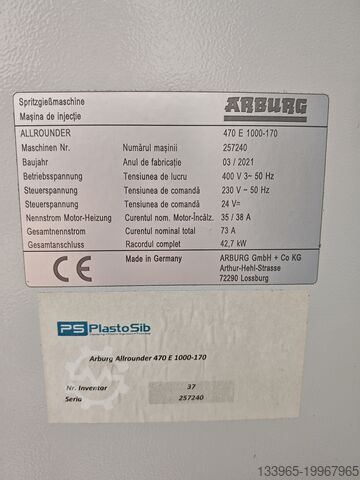 Spritzgießmaschine
Mașina de injecție
ARBURG
ALLROUNDER 470 E 1000-170
Maschinen Nr. Numărul mașinii 257240
Baujahr Anul de fabricație 03 / 2021
Betriebsspannung Tensiunea de lucru 400 V 3~ 50 Hz
Steuerspannung Tensiunea de comandă 230 V ~ 50 Hz
Steuerspannung Tensiunea de comandă 24 V=
Nennstrom Motor-Heizung Curentul nom. Motor-Încălz. 35 / 38 A
Gesamtnennstrom Curentul nominal total 73 A
Gesamtanschluss Racordul complet 42,7 kW
CE
Made in Germany
ARBURG GmbH + Co KG
Arthur-Hehl-Strasse
72290 Lossburg
PS PlastoSib
Arburg Allrounder 470 E 1000-170
Nr. Inventar 37
Seria 257240
133965-19967965